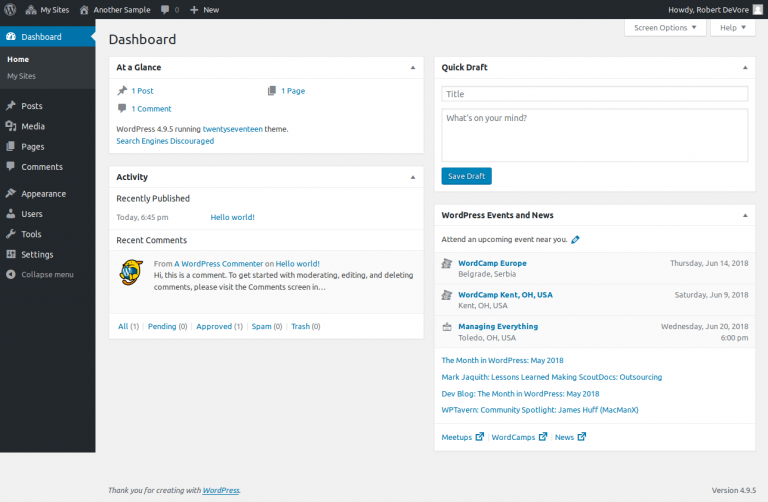 My Sites Another Sample 0 New Howdy, Robert DeVore
Screen Options Help
Dashboard
Home
My Sites
Posts
Media
Pages
Comments
Appearance
Users
Tools
Settings
Collapse menu
Dashboard
At a Glance
1 Post 1 Page
1 Comment
WordPress 4.9.5 running twentyseventeen theme.
Search Engines Discouraged
Activity
Recently Published
Today, 6:45 pm Hello world!
Recent Comments
From A WordPress Commenter on Hello world!
Hi, this is a comment. To get started with moderating, editing, and deleting
comments, please visit the Comments screen in…
All (1) | Pending (0) | Approved (1) | Spam (0) | Trash (0)
Quick Draft
Title
What's on your mind?
Save Draft
WordPress Events and News
Attend an upcoming event near you.
WordCamp Europe Thursday, Jun 14, 2018
Belgrade, Serbia
WordCamp Kent, OH, USA Saturday, Jun 9, 2018
Kent, OH, USA
Managing Everything Wednesday, Jun 20, 2018
Toledo, OH, USA 6:00 pm
The Month in WordPress: May 2018
Mark Jaquith: Lessons Learned Making ScoutDocs: Outsourcing
Dev Blog: The Month in WordPress: May 2018
WPTavern: Community Spotlight: James Huff (MacManX)
Meetups | WordCamps | News
Thank you for creating with WordPress. Version 4.9.5